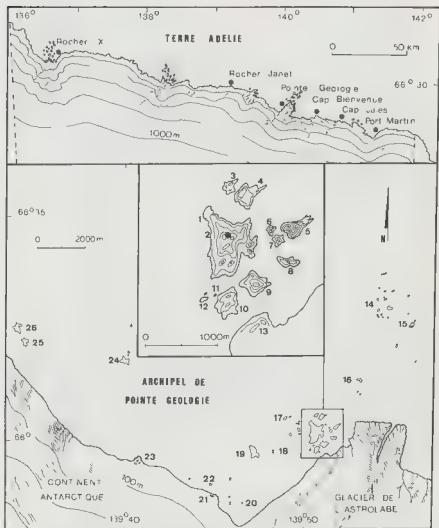 136° 138° 140° 142°
Rocher X
TERRE ADELIE
0 50 km
Rocher Janet
66° 30
Pointe Geologie
Cap Bienvenue
Cap Jules
Port Martin
1000m
66° 35
0 2000m
3 4
1
2
6 5
7
8
9
11
12 10
0 1000m
13
N
14
15
16
26
25
24
ARCHIPEL DE
POINTE GEOLOGIE
17
66°
23
19 18
22
21 20
100m
CONTINENT
ANTARCTIQUE
139° 40
139° 50
GLACIER DE
L ASTROLABE